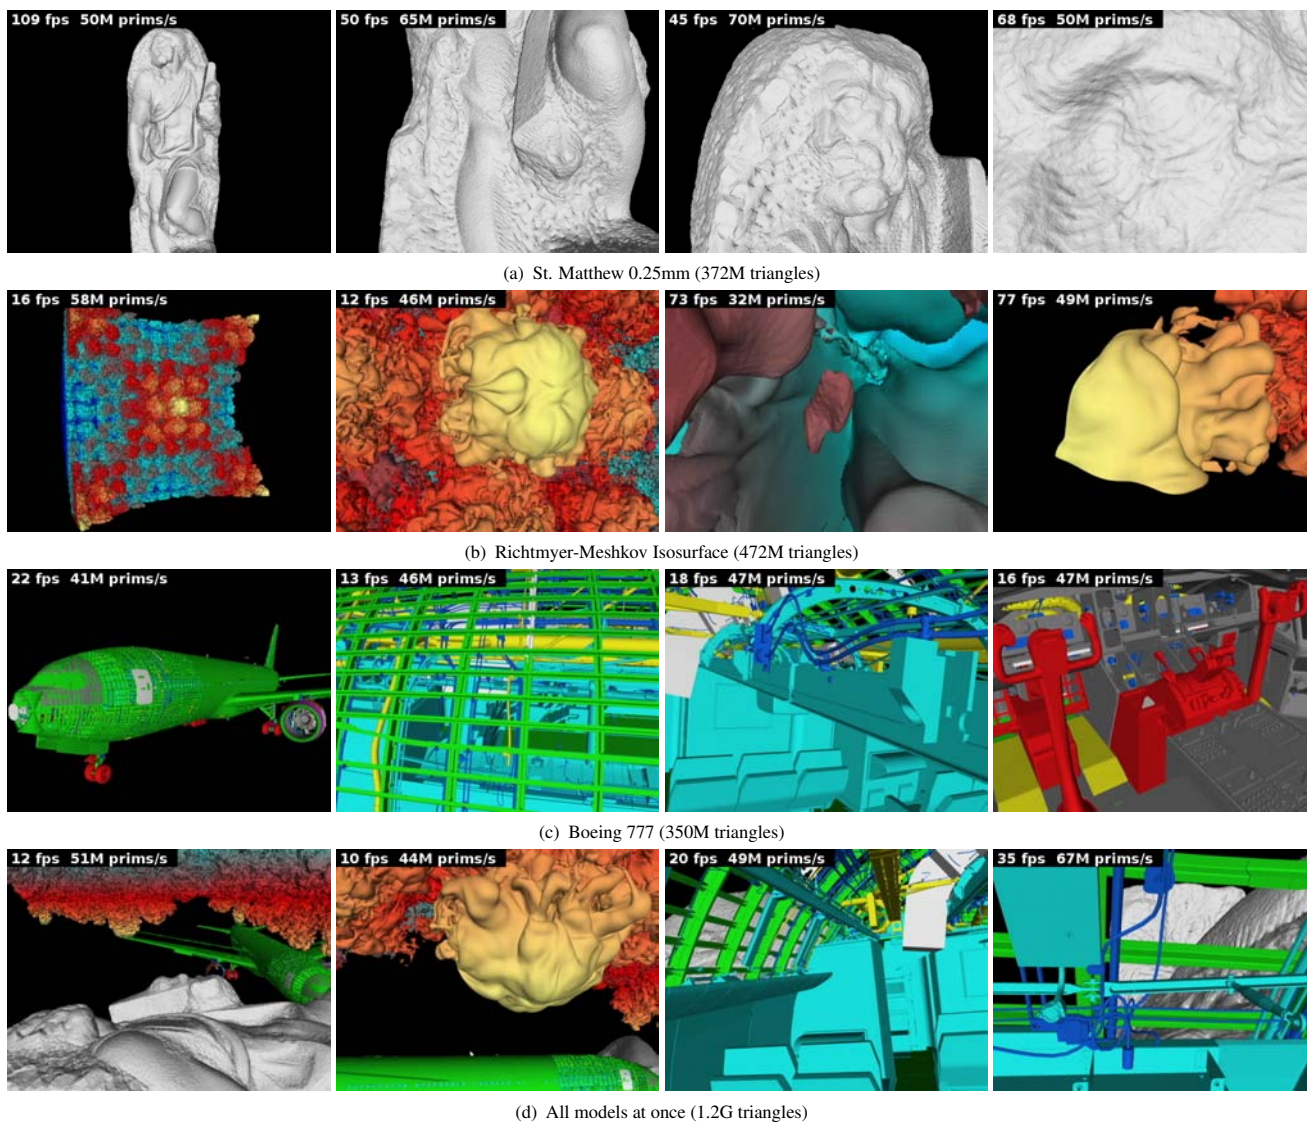 109 fps 50M prims/s
50 fps 65M prims/s
45 fps 70M prims/s
68 fps 50M prims/s
(a) St. Matthew 0.25mm (372M triangles)
16 fps 58M prims/s
12 fps 46M prims/s
73 fps 32M prims/s
77 fps 49M prims/s
(b) Richtmyer-Meshkov Isosurface (472M triangles)
22 fps 41M prims/s
13 fps 46M prims/s
18 fps 47M prims/s
16 fps 47M prims/s
(c) Boeing 777 (350M triangles)
12 fps 51M prims/s
10 fps 44M prims/s
20 fps 49M prims/s
35 fps 67M prims/s
(d) All models at once (1.2G triangles)